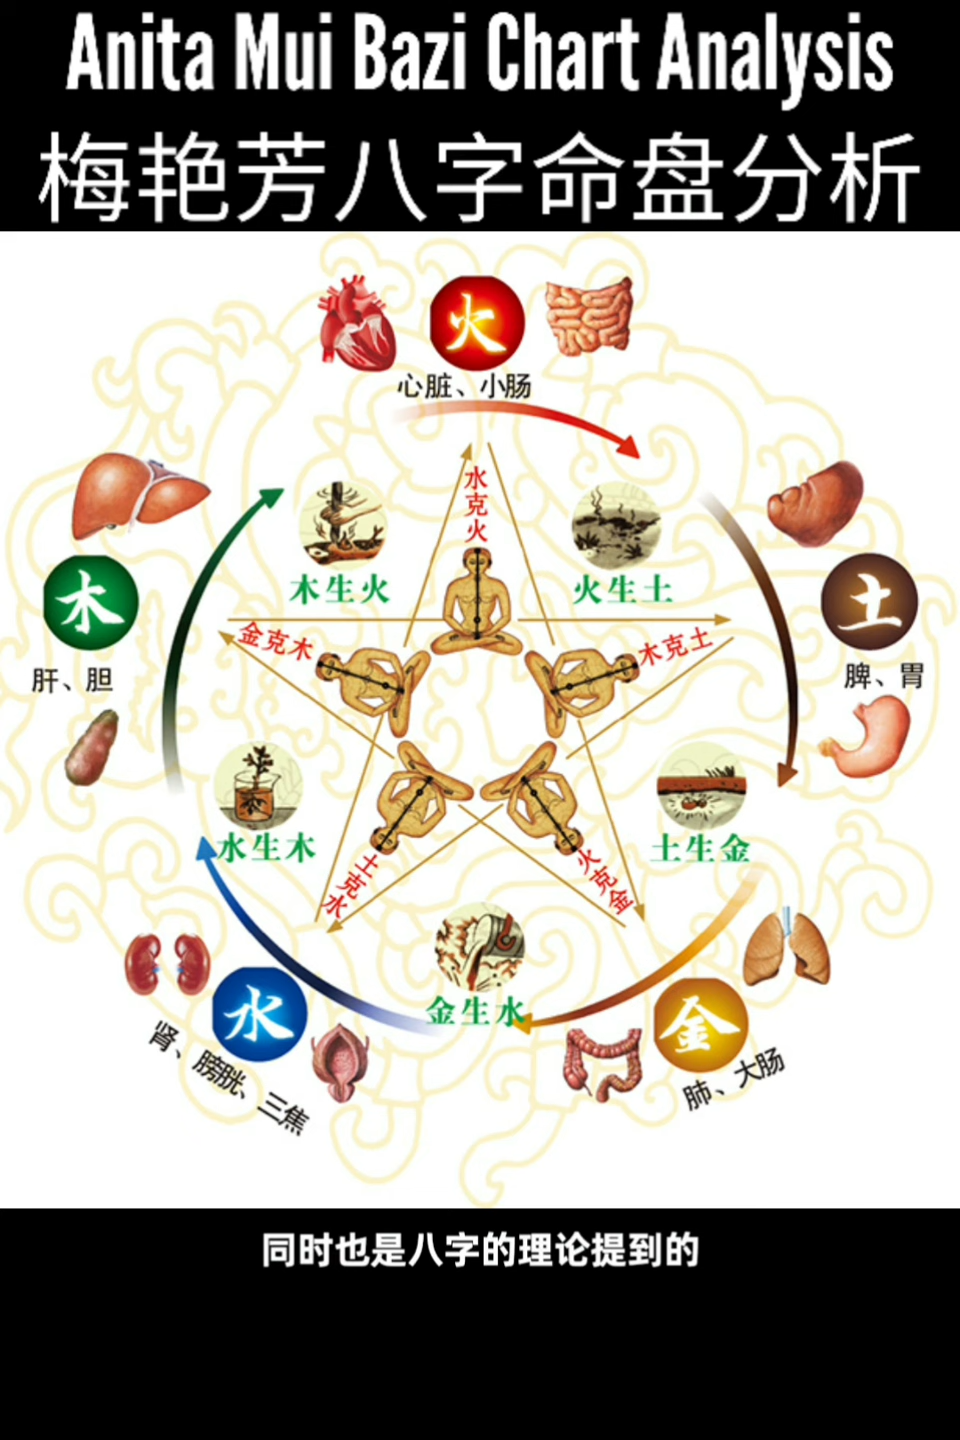 Anita Mui Bazi Chart Analysis
梅艳芳八字命盘分析
火
心脏、小肠
水克火
木生火
火生土
木
肝、胆
金克木
木克土
土
脾、胃
水生木
土生金
土克水
火克金
金生水
水
肾、膀胱、三焦
金
肺、大肠
同时也是八字的理论提到的